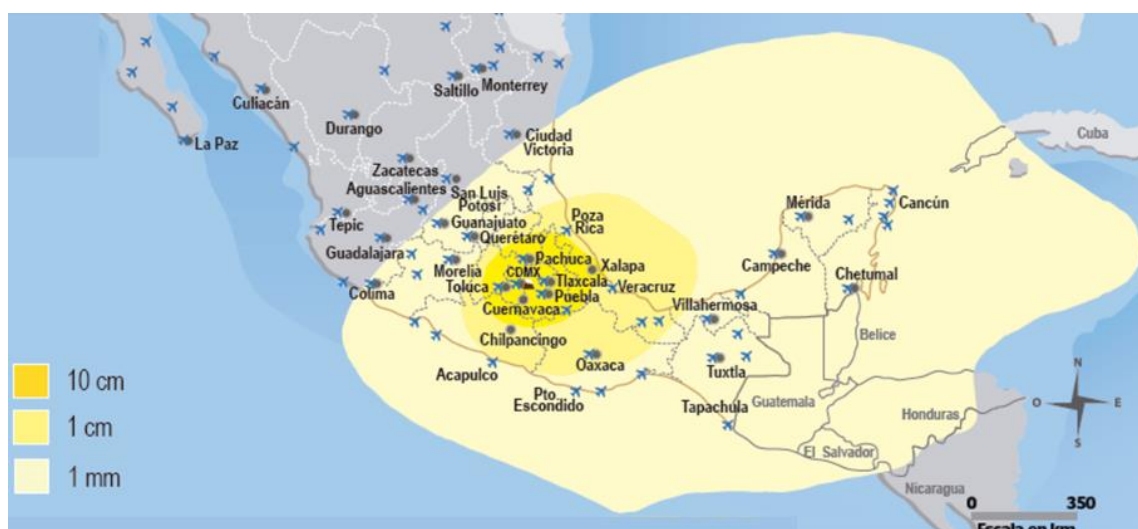 Culiacán
Saltillo
Monterrey
La Paz
Durango
Ciudad
Victoria
Cuba
Zacatecas
Aguascalientes
San Luis
Potosí
Tepic
Guanajuato
Querétaro
Guadalajara
Poza
Rica
Mérida
Cancún
Morelia
Pachuca
CDMX
Xalapa
Campeche
Colima
Toluca
Tlaxcala
Puebla
Veracruz
Chetumal
Cuernavaca
Villahermosa
Chilpancingo
Belice
Oaxaca
Acapulco
Tuxtla
Pto
Escondido
Tapachula
Guatemala
Honduras
El Salvador
Nicaragua
10 cm
1 cm
1 mm
N
O
E
S
0
350
Escala en km